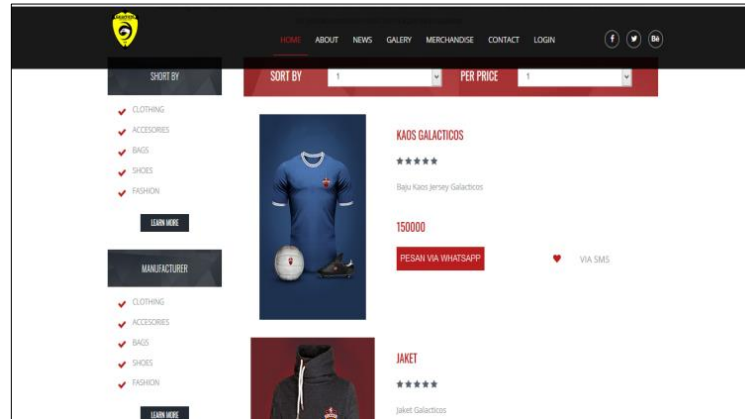 HOME ABOUT NEWS GALERY MERCHANDISE CONTACT LOGIN
SHORT BY
CLOTHING
ACCESORIES
BAGS
SHOES
FASHION
LEARN MORE
MANUFACTURER
CLOTHING
ACCESORIES
BAGS
SHOES
FASHION
LEARN MORE
SORT BY 1 PER PRICE 1
KAOS GALACTICOS
Baju Kaos Jersey Galacticos
150000
PESAN VIA WHATSAPP VIA SMS
JAKET
Jaket Galacticos